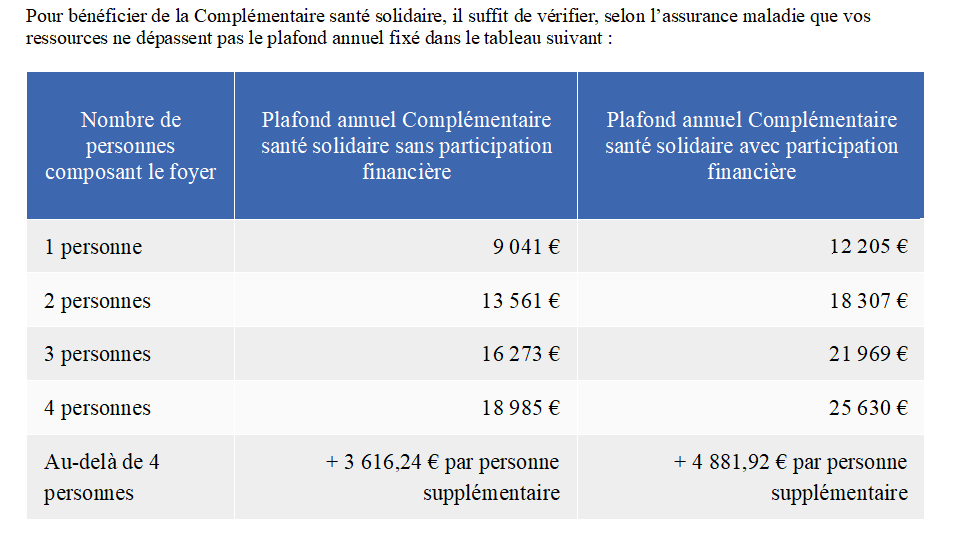 Pour bénéficier de la Complémentaire santé solidaire, il suffit de vérifier, selon l’assurance maladie que vos
ressources ne dépassent pas le plafond annuel fixé dans le tableau suivant :
Nombre de
personnes
composant le foyer
Plafond annuel Complémentaire
santé solidaire sans participation
financière
Plafond annuel Complémentaire
santé solidaire avec participation
financière
1 personne
9 041 €
12 205 €
2 personnes
13 561 €
18 307 €
3 personnes
16 273 €
21 969 €
4 personnes
18 985 €
25 630 €
Au-delà de 4
personnes
+ 3 616,24 € par personne
supplémentaire
+ 4 881,92 € par personne
supplémentaire